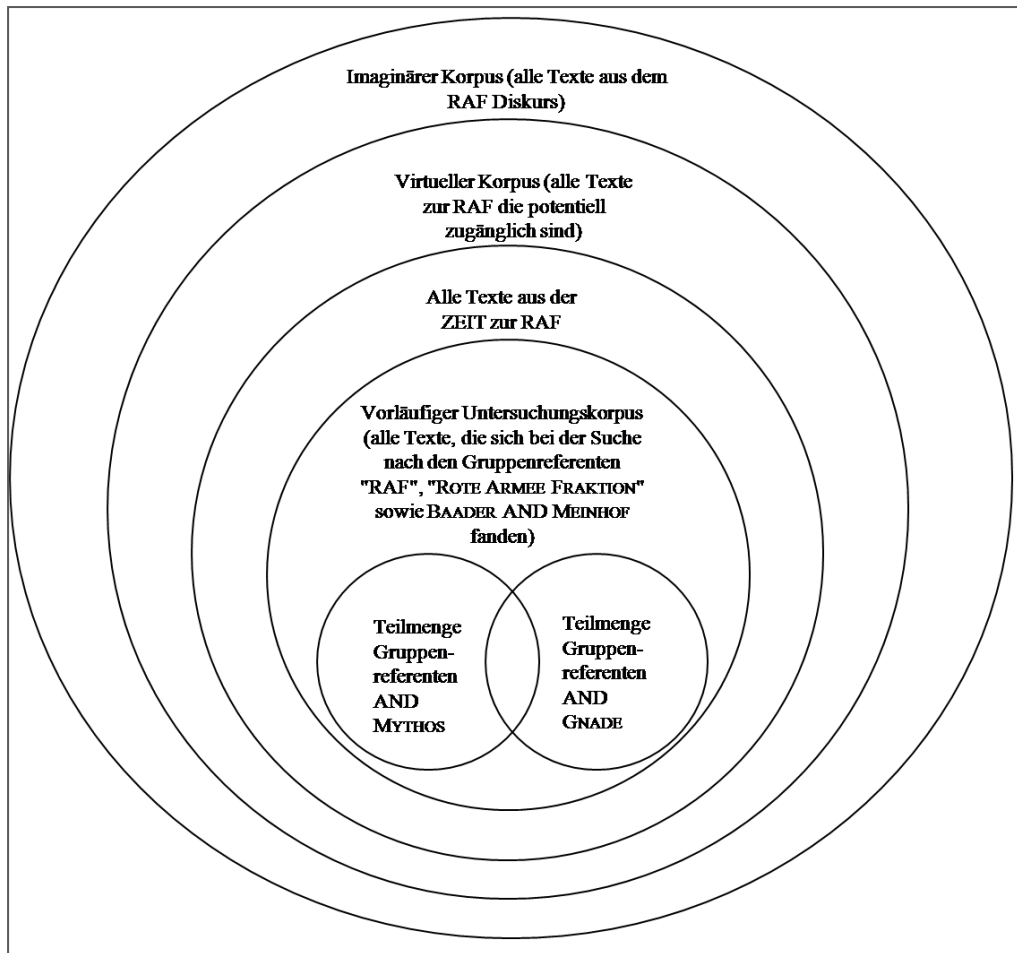 Imaginärer Korpus (alle Texte aus dem
RAF Diskurs)
Virtueller Korpus (alle Texte
zur RAF die potentiell
zugänglich sind)
Alle Texte aus der
ZEIT zur RAF
Vorläufiger Untersuchungskorpus
(alle Texte, die sich bei der Suche
nach den Gruppenreferenten
"RAF", "ROTE ARMEE FRAKTION"
sowie BAADER AND MEINHOF
fanden)
Teilmenge
Gruppen-
referenten
AND
MYTHOS
Teilmenge
Gruppen-
referenten
AND
GNADE